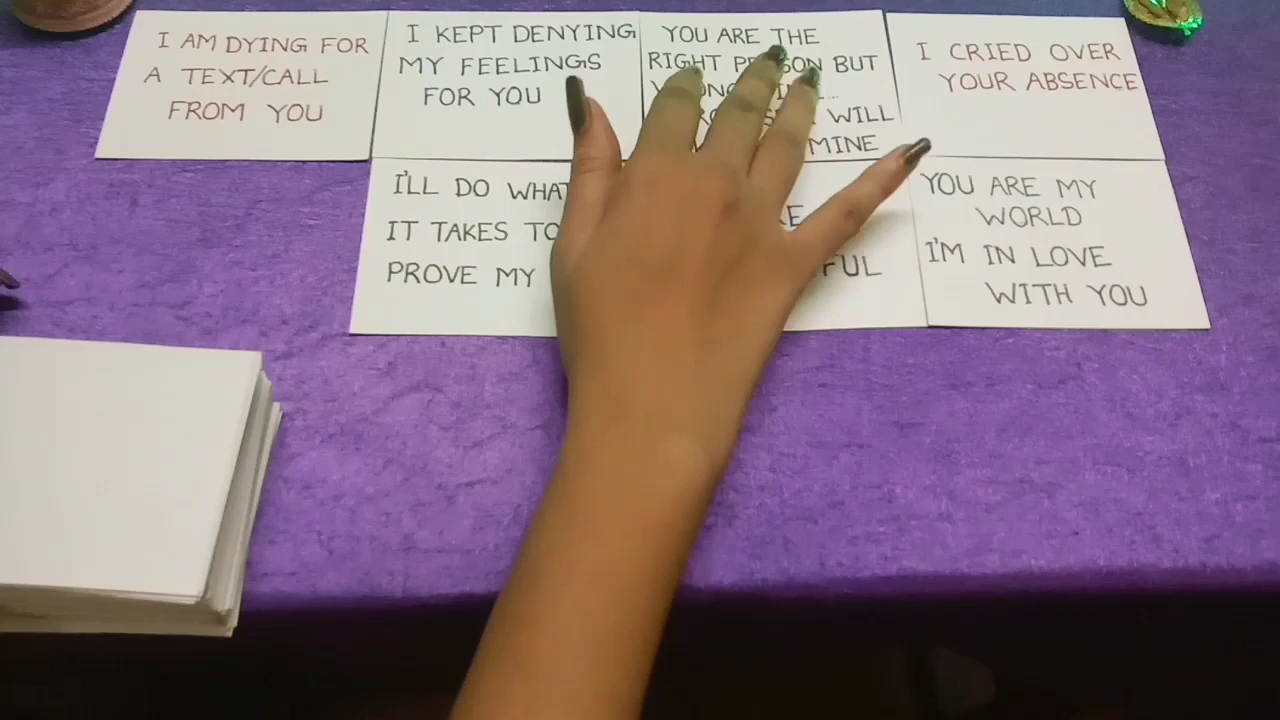 I AM DYING FOR
A TEXT/CALL
FROM YOU
I KEPT DENYING
MY FEELINGS
FOR YOU
YOU ARE THE
RIGHT PERSON BUT
WILL
MINE
I CRIED OVER
YOUR ABSENCE
I'LL DO WHAT
IT TAKES TO
PROVE MY
YOU ARE MY
WORLD
I'M IN LOVE
WITH YOU